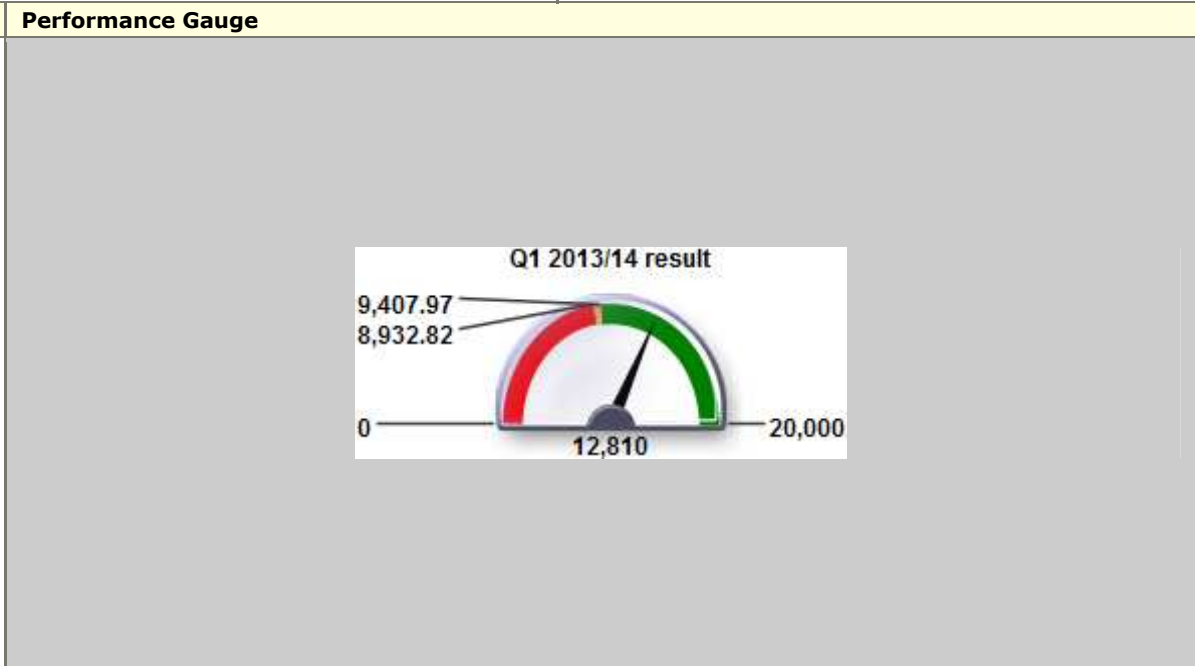 Performance Gauge
Q1 2013/14 result
9,407.97
8,932.82
0
20,000
12,810